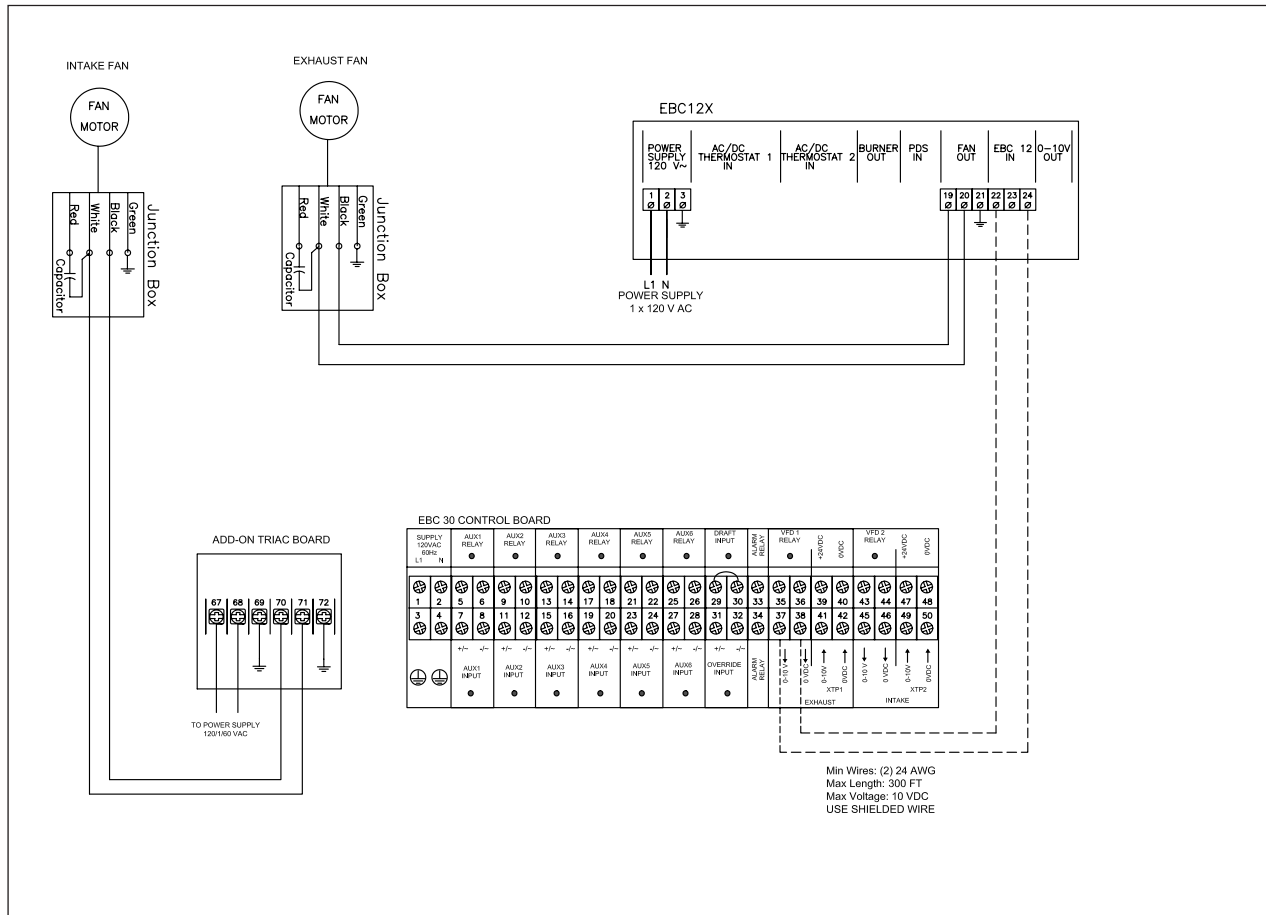 INTAKE FAN
FAN
MOTOR
Red
White
Black
Green
Capacitor
Junction Box
EXHAUST FAN
FAN
MOTOR
Red
White
Black
Green
Capacitor
Junction Box
EBC12X
POWER
SUPPLY
120 V~
AC/DC
THERMOSTAT 1
IN
AC/DC
THERMOSTAT 2
IN
BURNER
OUT
PDS
IN
FAN
OUT
EBC 12
IN
0-10V
OUT
1 2 3
19 20 21 22 23 24
L1 N
POWER SUPPLY
1 x 120 V AC
ADD-ON TRIAC BOARD
67 68 69 70 71 72
TO POWER SUPPLY
120/1/60 VAC
EBC 30 CONTROL BOARD
SUPPLY
120VAC
60Hz
L1 N
AUX1
RELAY
AUX2
RELAY
AUX3
RELAY
AUX4
RELAY
AUX5
RELAY
AUX6
RELAY
DRAFT
INPUT
ALARM
RELAY
VFD 1
RELAY
+24VDC
0VDC
VFD 2
RELAY
+24VDC
0VDC
1 2 5 6 9 10 13 14 17 18 21 22 25 26 29 30 33 35 36 39 40 43 44 47 48
3 4 7 8 11 12 15 16 19 20 23 24 27 28 31 32 34 37 38 41 42 45 46 49 50
+/~ -/~ +/~ -/~ +/~ -/~ +/~ -/~ +/~ -/~ +/~ -/~ +/~ -/~
AUX1
INPUT
AUX2
INPUT
AUX3
INPUT
AUX4
INPUT
AUX5
INPUT
AUX6
INPUT
OVERRIDE
INPUT
ALARM
RELAY
0-10 V
0 VDC
0-10V
0VDC
XTP1
EXHAUST
0-10 V
0 VDC
0-10V
0VDC
XTP2
INTAKE
Min Wires: (2) 24 AWG
Max Length: 300 FT
Max Voltage: 10 VDC
USE SHIELDED WIRE